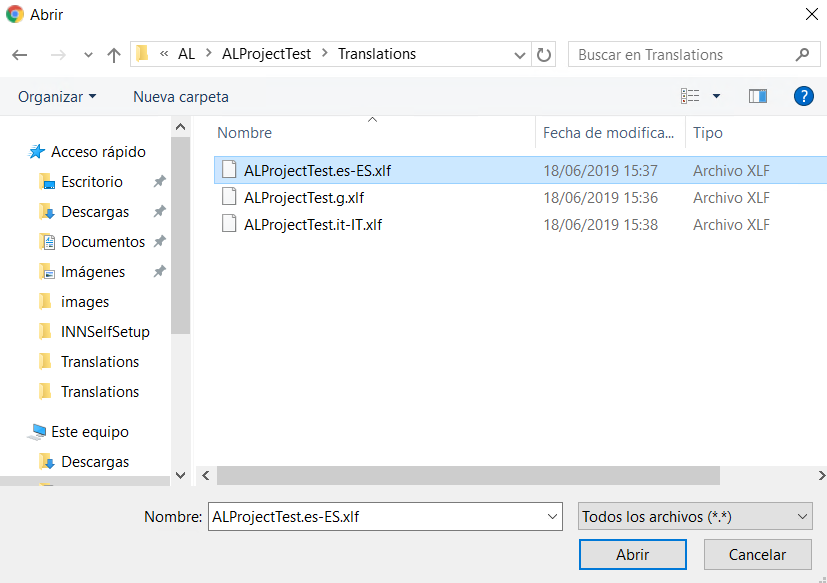 Abrir
« AL > ALProjectTest > Translations
Buscar en Translations
Organizar
Nueva carpeta
?
Nombre
Fecha de modifica...
Tipo
Acceso rápido
Escritorio
Descargas
Documentos
Imágenes
images
INNSelfSetup
Translations
Translations
Este equipo
Descargas
ALProjectTest.es-ES.xlf 18/06/2019 15:37 Archivo XLF
ALProjectTest.g.xlf 18/06/2019 15:36 Archivo XLF
ALProjectTest.it-IT.xlf 18/06/2019 15:38 Archivo XLF
Nombre: ALProjectTest.es-ES.xlf
Todos los archivos (*.*)
Abrir
Cancelar